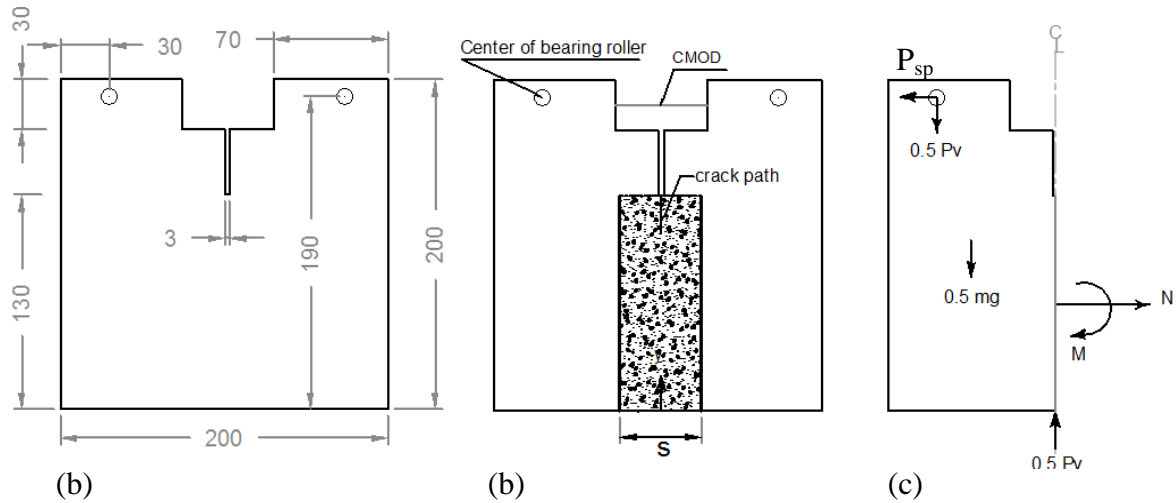 30
30
70
130
3
190
200
200
(b)
Center of bearing roller
CMOD
crack path
S
(b)
C
L
Psp
0.5 Pv
0.5 mg
N
M
0.5 Pv
(c)